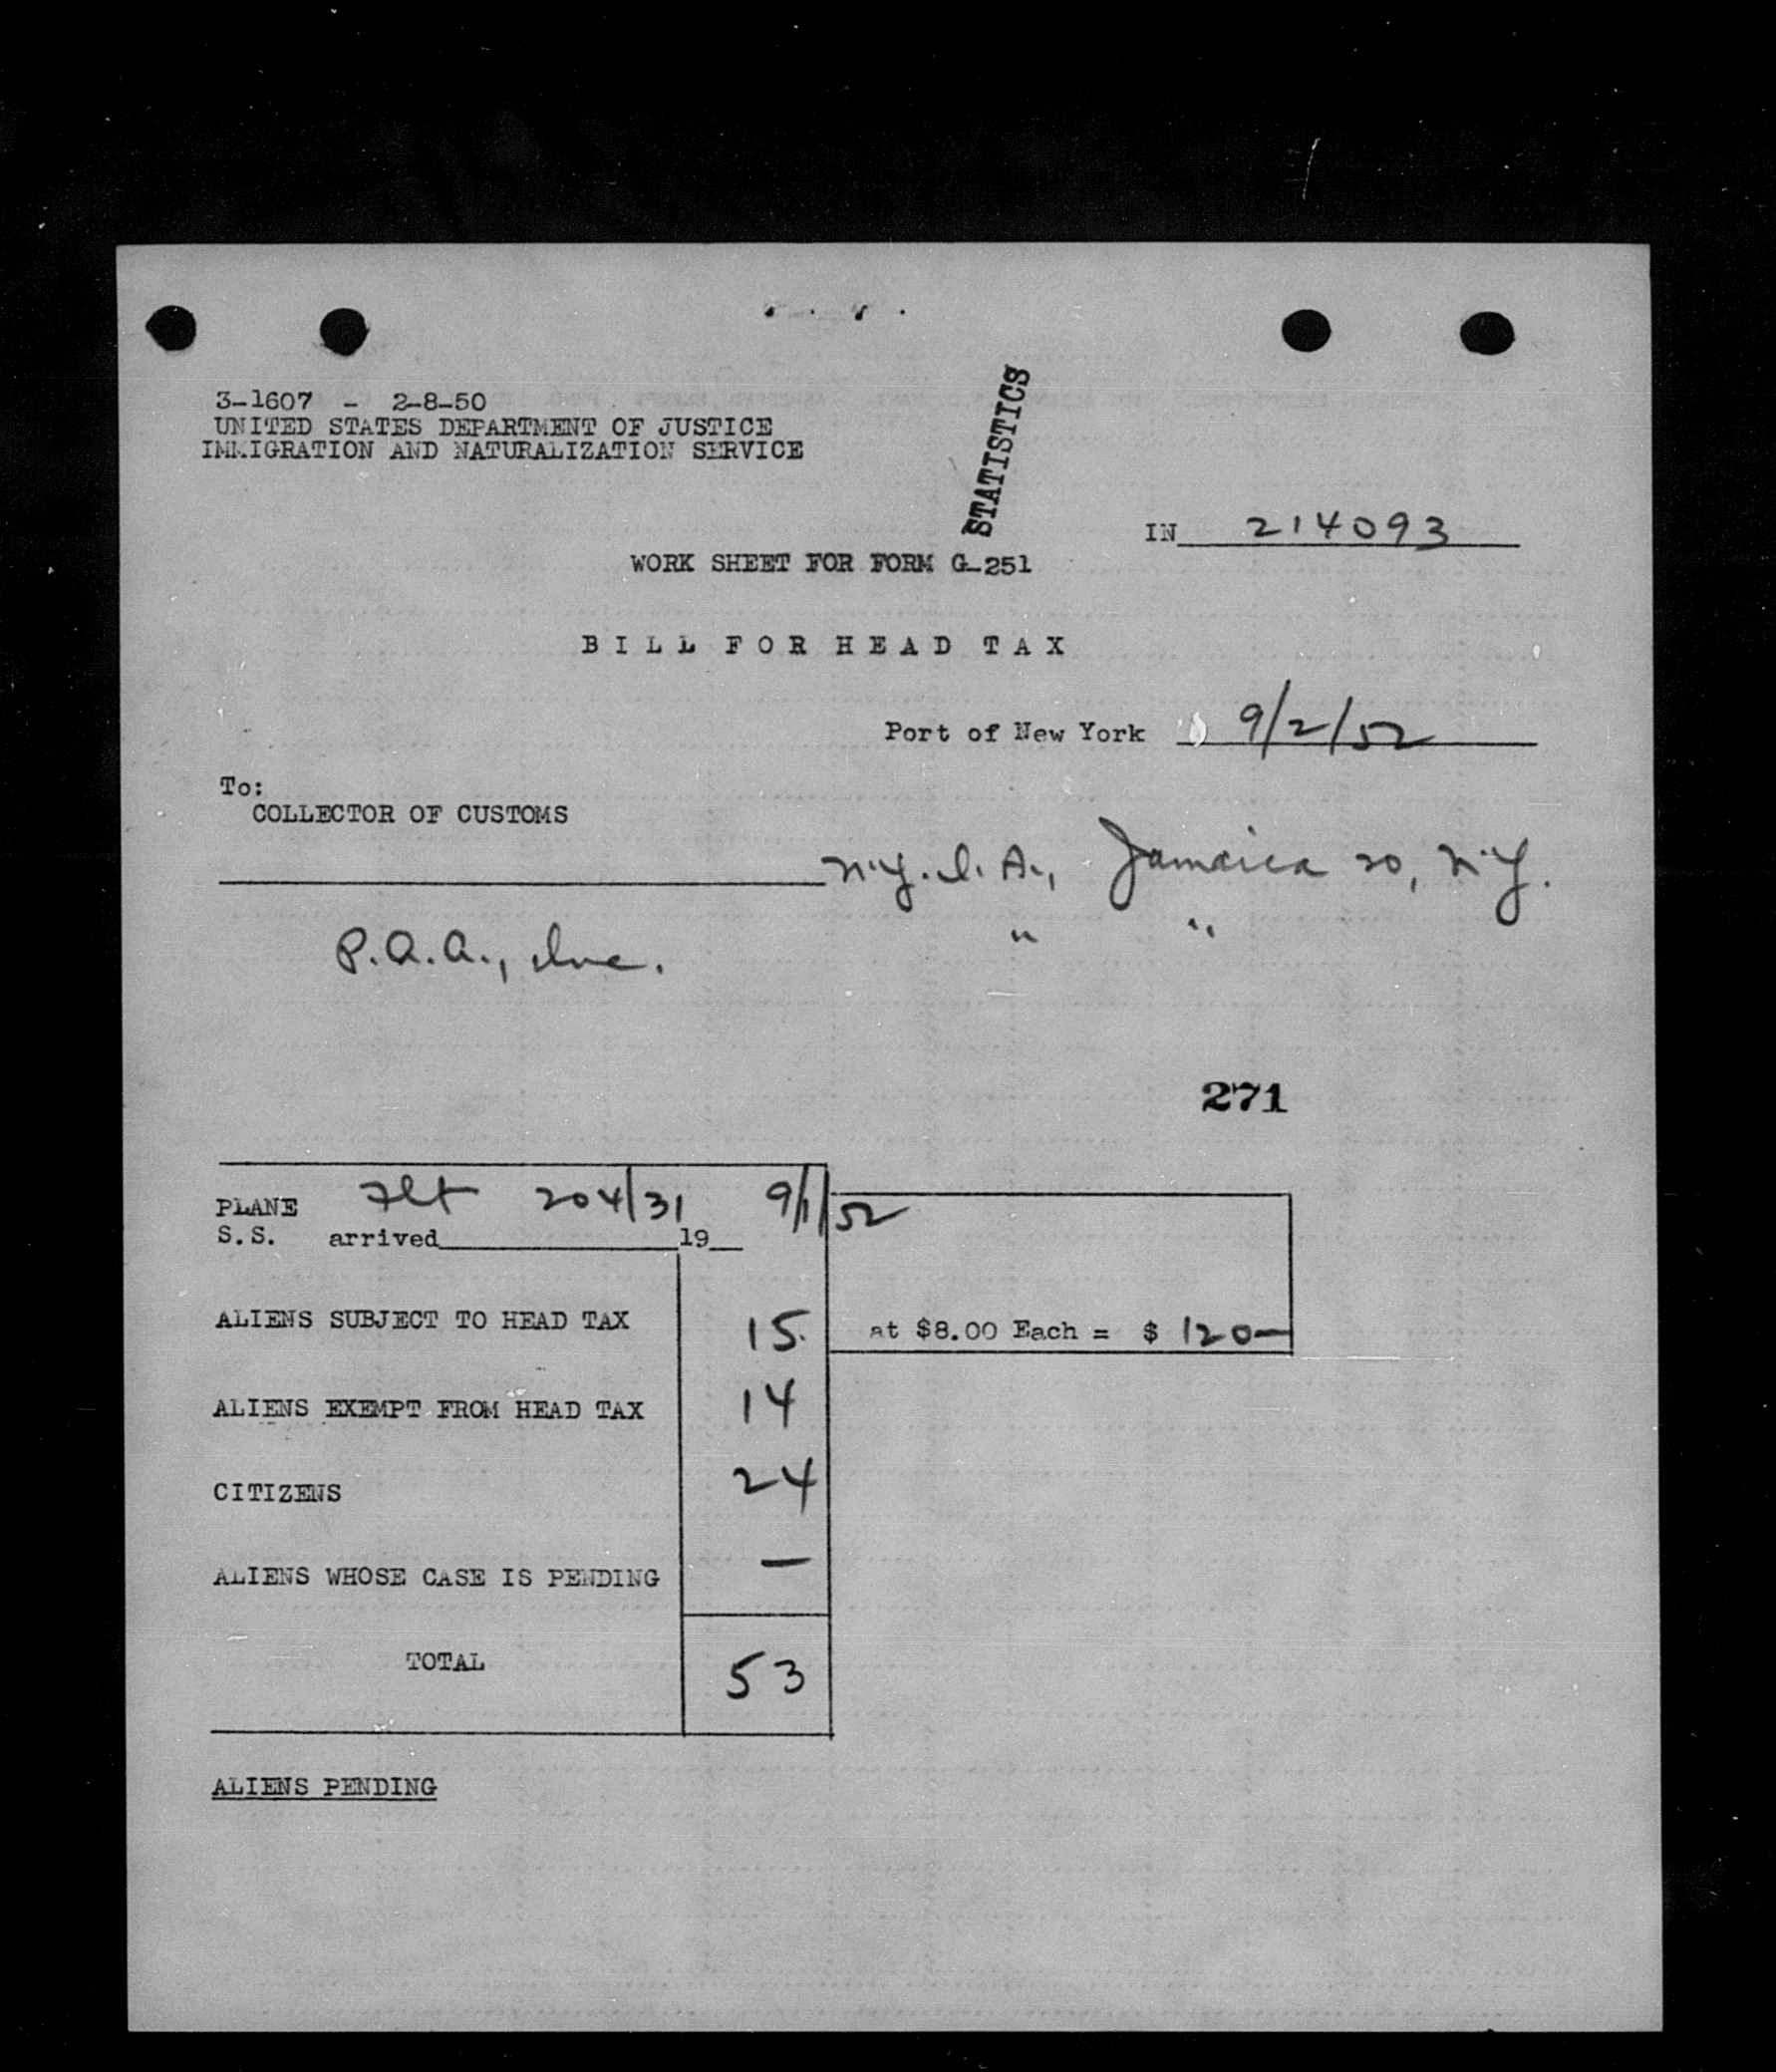 3-1607 - 2-8-50
UNITED STATES DEPARTMENT OF JUSTICE
IMMIGRATION AND NATURALIZATION SERVICE
STATISTICS
IN 214093
WORK SHEET FOR FORM G-251
BILL FOR HEAD TAX
Port of New York 9/2/52
To:
COLLECTOR OF CUSTOMS
N.Y.I.A., Jamaica 20, N.Y.
P.A.A., Inc. " "
271
PLANE Flt 204/31 9/1/52
S.S. arrived 19
ALIENS SUBJECT TO HEAD TAX 15 at $8.00 Each = $ 120—
ALIENS EXEMPT FROM HEAD TAX 14
CITIZENS 24
ALIENS WHOSE CASE IS PENDING —
TOTAL 53
ALIENS PENDING